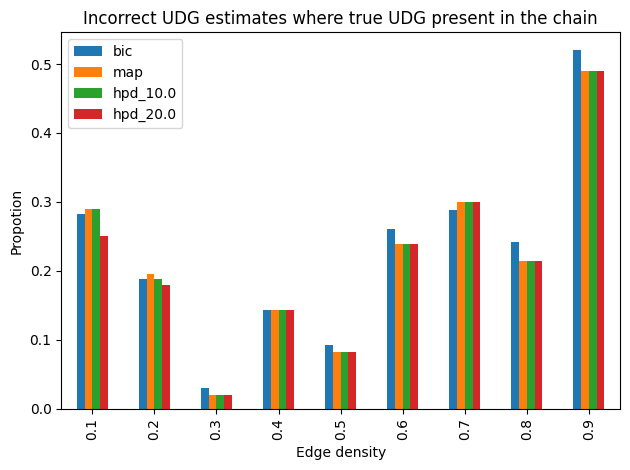 Incorrect UDG estimates where true UDG present in the chain
bic
map
hpd_10.0
hpd_20.0
Propotion
0.5
0.4
0.3
0.2
0.1
0.0
0.1 0.2 0.3 0.4 0.5 0.6 0.7 0.8 0.9
Edge density